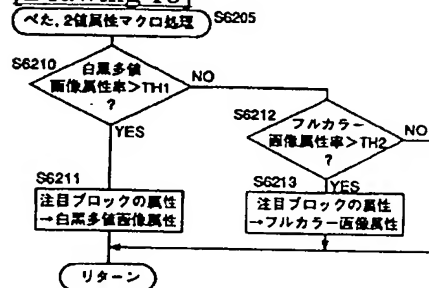 べた,2値属性マクロ処理
S6205
S6210
白黒多値
画像属性率>TH1
?
NO
YES
S6212
フルカラー
画像属性率>TH2
?
NO
YES
S6211
注目ブロックの属性
→白黒多値画像属性
S6213
注目ブロックの属性
→フルカラー画像属性
リターン